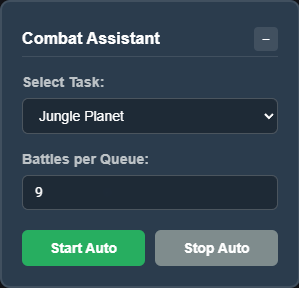 Combat Assistant –
Select Task:
Jungle Planet
Battles per Queue:
9
Start Auto Stop Auto